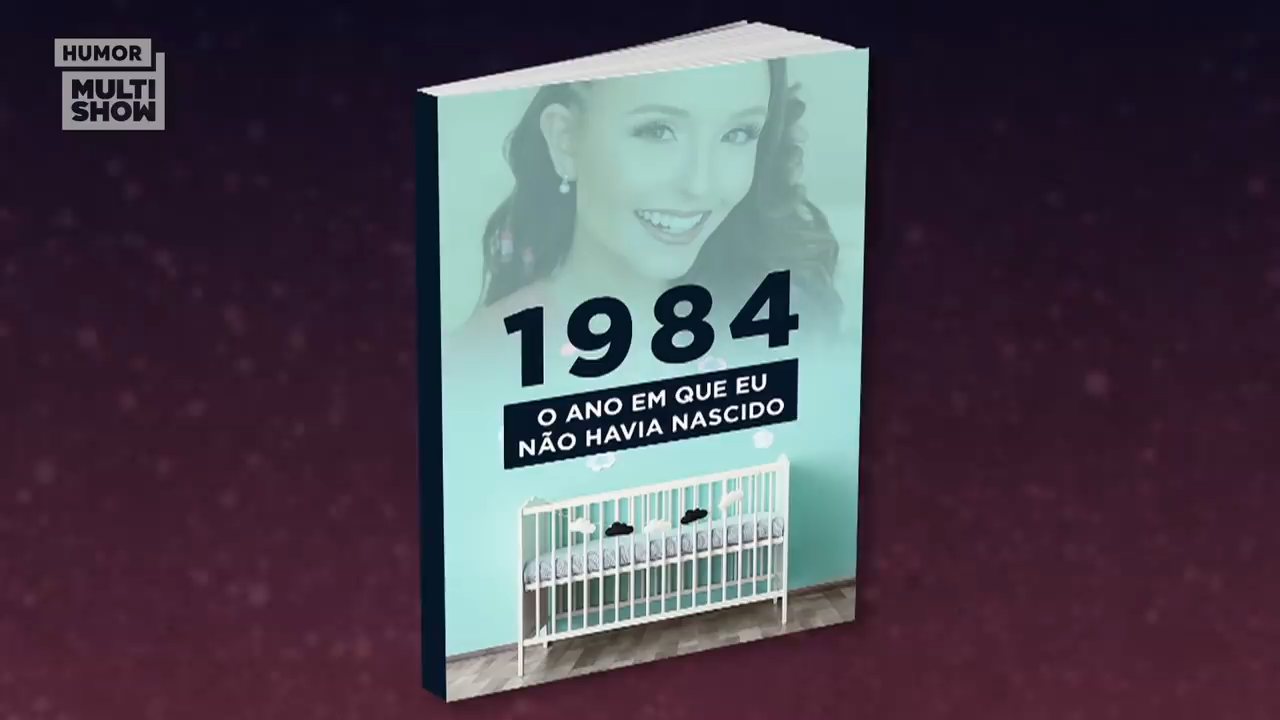 HUMOR
MULTI
SHOW
1984
O ANO EM QUE EU
NÃO HAVIA NASCIDO